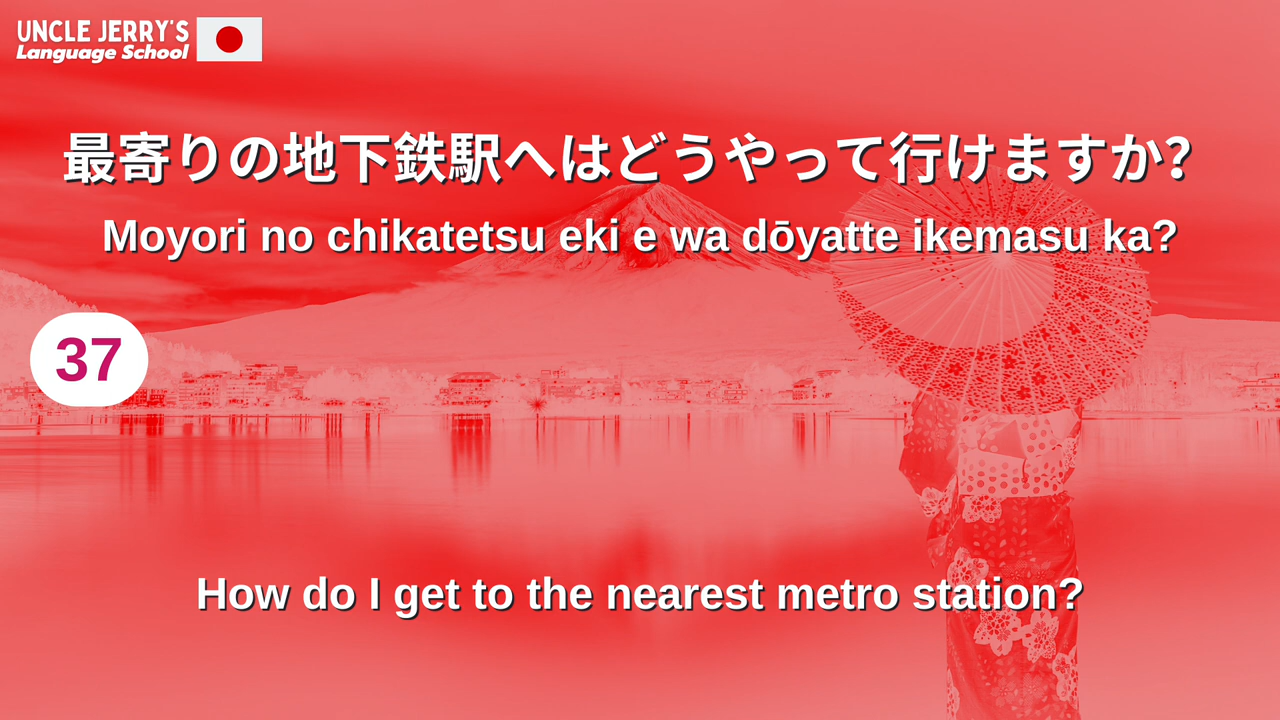 UNCLE JERRY'S
Language School
最寄りの地下鉄駅へはどうやって行けますか?
Moyori no chikatetsu eki e wa dōyatte ikemasu ka?
37
How do I get to the nearest metro station?